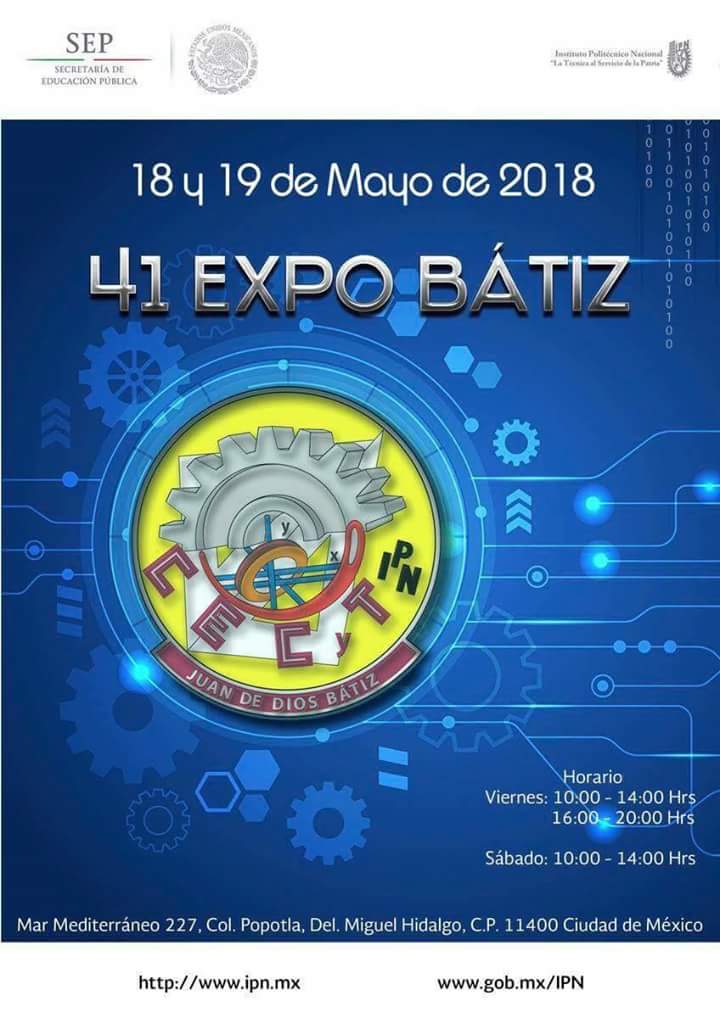 SEP
SECRETARÍA DE
EDUCACIÓN PÚBLICA
ESTADOS UNIDOS MEXICANOS
Instituto Politécnico Nacional
"La Técnica al Servicio de la Patria"
IPN
18 y 19 de Mayo de 2018
41 EXPO BÁTIZ
y
x
CECyT
IPN
JUAN DE DIOS BÁTIZ
Horario
Viernes: 10:00 - 14:00 Hrs
16:00 - 20:00 Hrs
Sábado: 10:00 - 14:00 Hrs
Mar Mediterráneo 227, Col. Popotla, Del. Miguel Hidalgo, C.P. 11400 Ciudad de México
http://www.ipn.mx
www.gob.mx/IPN